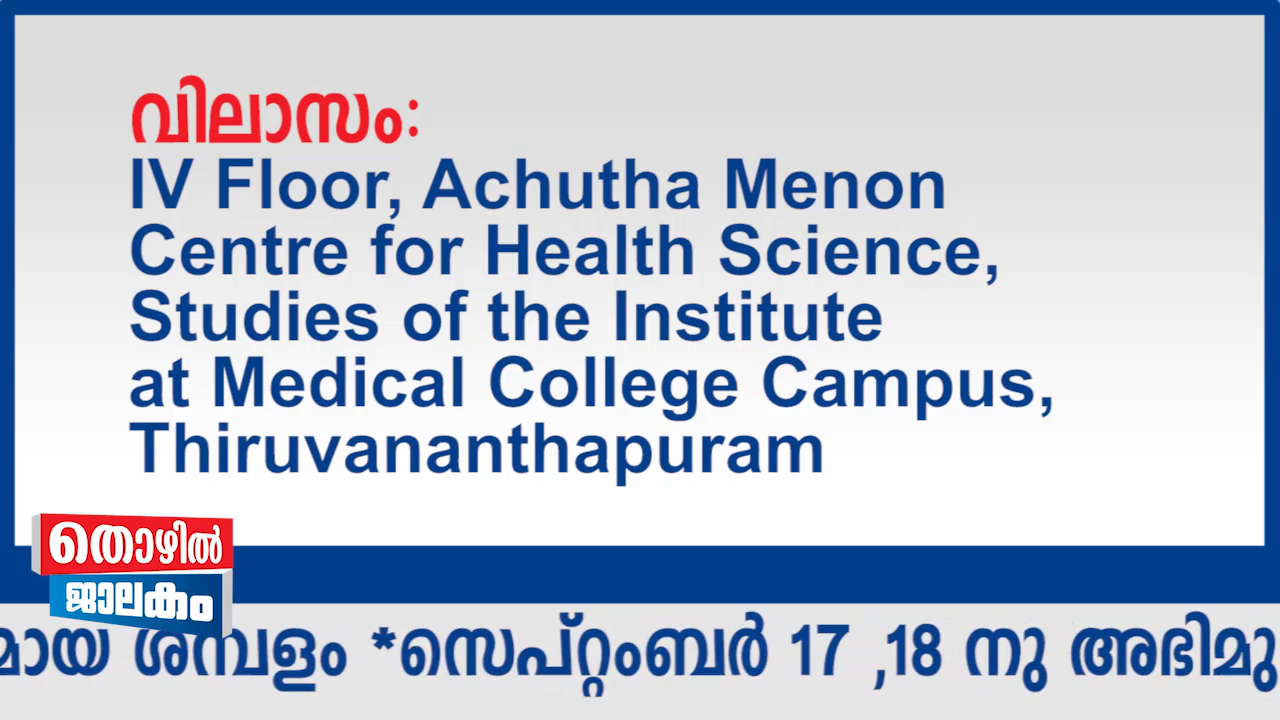 വിലാസം:
IV Floor, Achutha Menon
Centre for Health Science,
Studies of the Institute
at Medical College Campus,
Thiruvananthapuram
തൊഴിൽ
ജാലകം
ശമ്പളം *സെപ്റ്റംബർ 17 ,18 നു